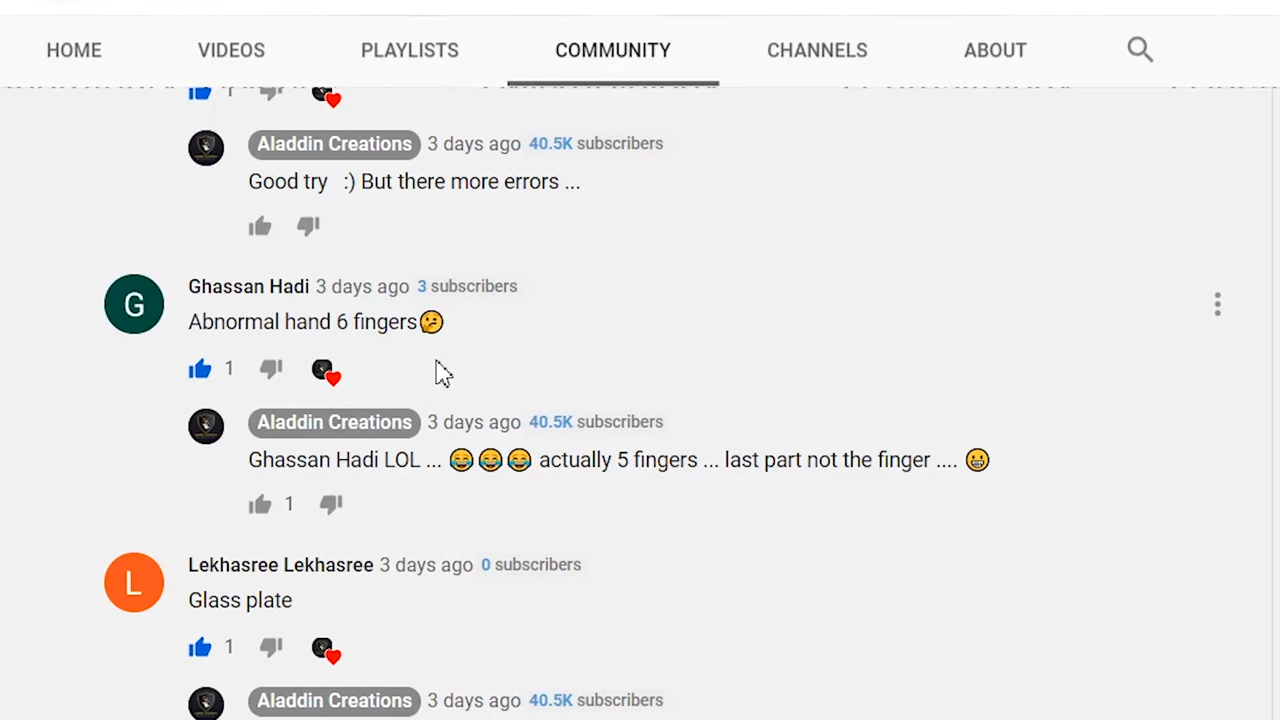 HOME VIDEOS PLAYLISTS COMMUNITY CHANNELS ABOUT
Aladdin Creations 3 days ago 40.5K subscribers
Good try :) But there more errors ...
G
Ghassan Hadi 3 days ago 3 subscribers
Abnormal hand 6 fingers🤔
1
Aladdin Creations 3 days ago 40.5K subscribers
Ghassan Hadi LOL ... 😂😂😂 actually 5 fingers ... last part not the finger .... 😀
1
L
Lekhasree Lekhasree 3 days ago 0 subscribers
Glass plate
1
Aladdin Creations 3 days ago 40.5K subscribers